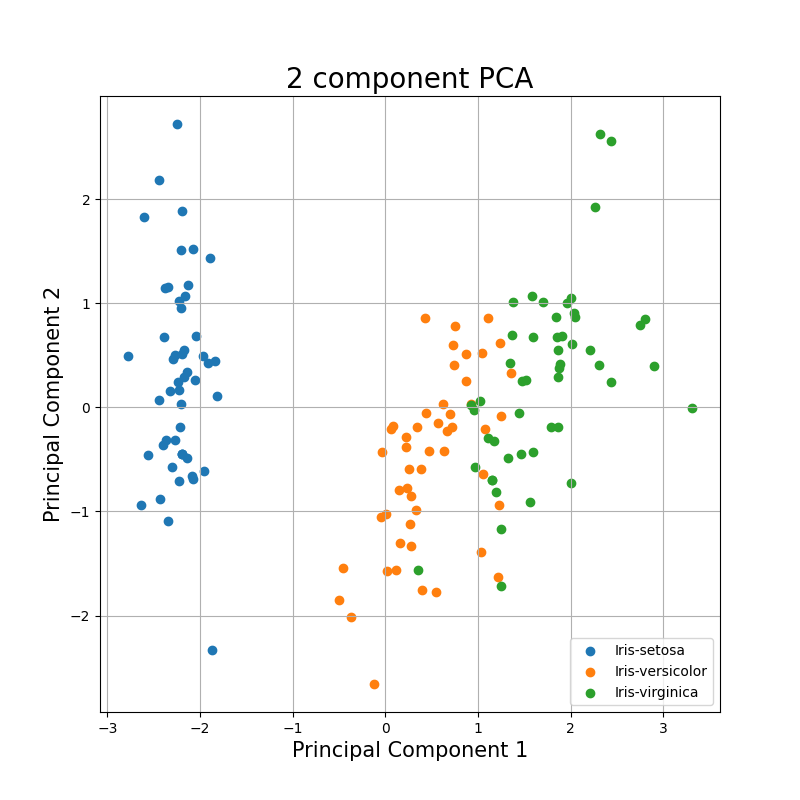 2 component PCA
Principal Component 2
2
1
0
−1
−2
−3
−2
−1
0
1
2
3
Principal Component 1
Iris-setosa
Iris-versicolor
Iris-virginica